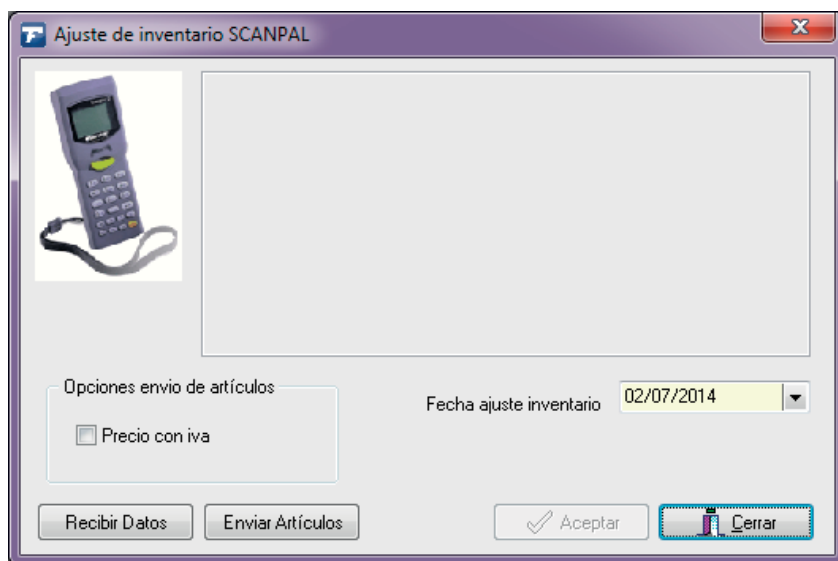 Ajuste de inventario SCANPAL
Opciones envio de artículos
Precio con iva
Fecha ajuste inventario
02/07/2014
Recibir Datos
Enviar Artículos
Aceptar
Cerrar